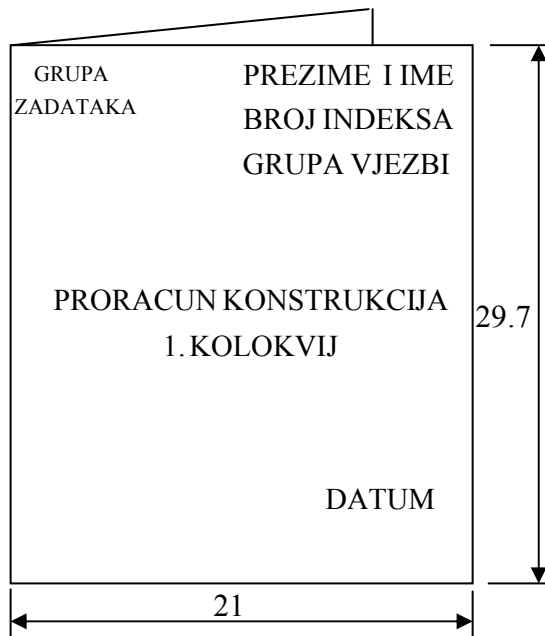 GRUPA
ZADATAKA
PREZIME I IME
BROJ INDEKSA
GRUPA VJEZBI
PRORACUN KONSTRUKCIJA
1. KOLOKVIJ
29.7
DATUM
21